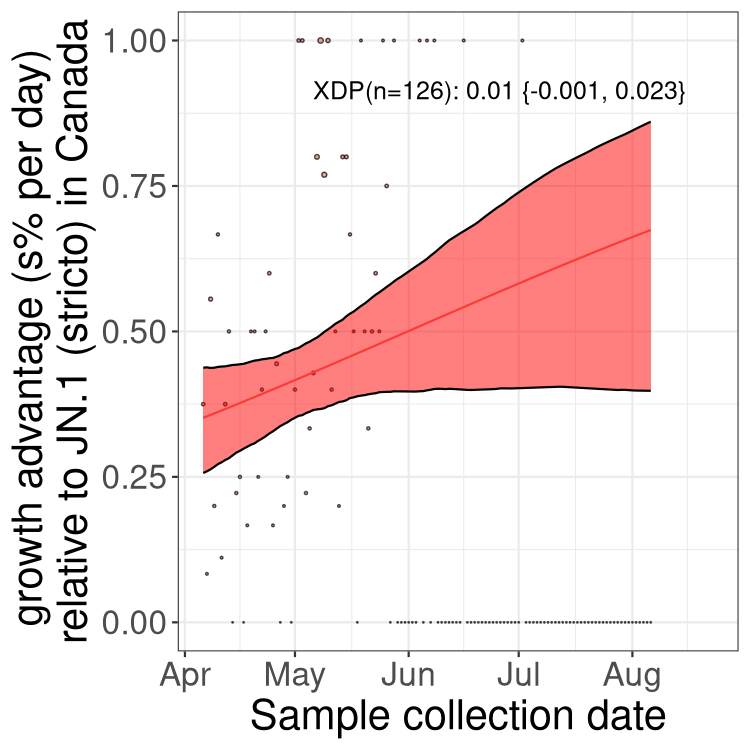 growth advantage (s% per day)
relative to JN.1 (stricto) in Canada
1.00
0.75
0.50
0.25
0.00
XDP(n=126): 0.01 {-0.001, 0.023}
Apr May Jun Jul Aug
Sample collection date